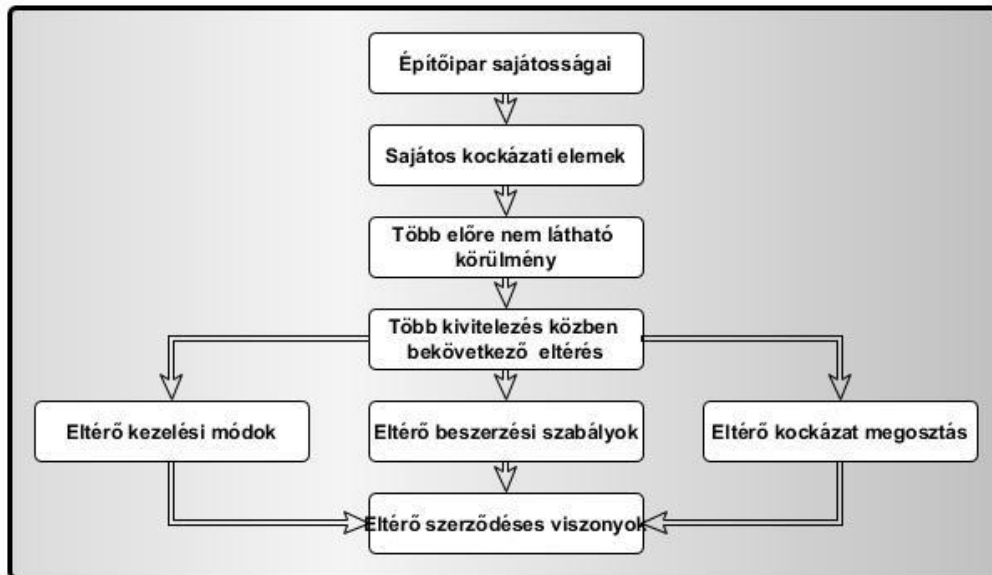 Építőipar sajátosságai
Sajátos kockázati elemek
Több előre nem látható
körülmény
Több kivitelezés közben
bekövetkező eltérés
Eltérő kezelési módok
Eltérő beszerzési szabályok
Eltérő kockázat megosztás
Eltérő szerződéses viszonyok